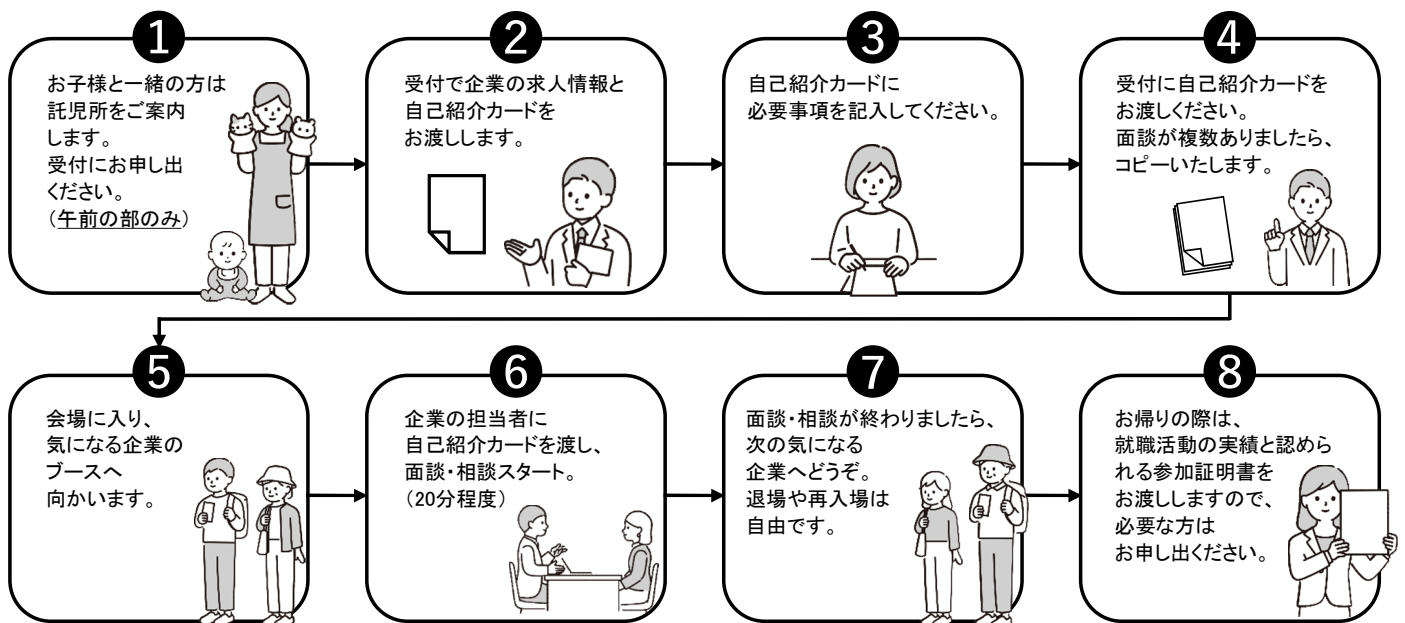 1
お子様と一緒の方は
託児所をご案内
します。
受付にお申し出
ください。
（午前の部のみ）
2
受付で企業の求人情報と
自己紹介カードを
お渡しします。
3
自己紹介カードに
必要事項を記入してください。
4
受付に自己紹介カードを
お渡しください。
面談が複数ありましたら、
コピーいたします。
5
会場に入り、
気になる企業の
ブースへ
向かいます。
6
企業の担当者に
自己紹介カードを渡し、
面談・相談スタート。
（20分程度）
7
面談・相談が終わりましたら、
次の気になる
企業へどうぞ。
退場や再入場は
自由です。
8
お帰りの際は、
就職活動の実績と認めら
れる参加証明書を
お渡ししますので、
必要な方は
お申し出ください。